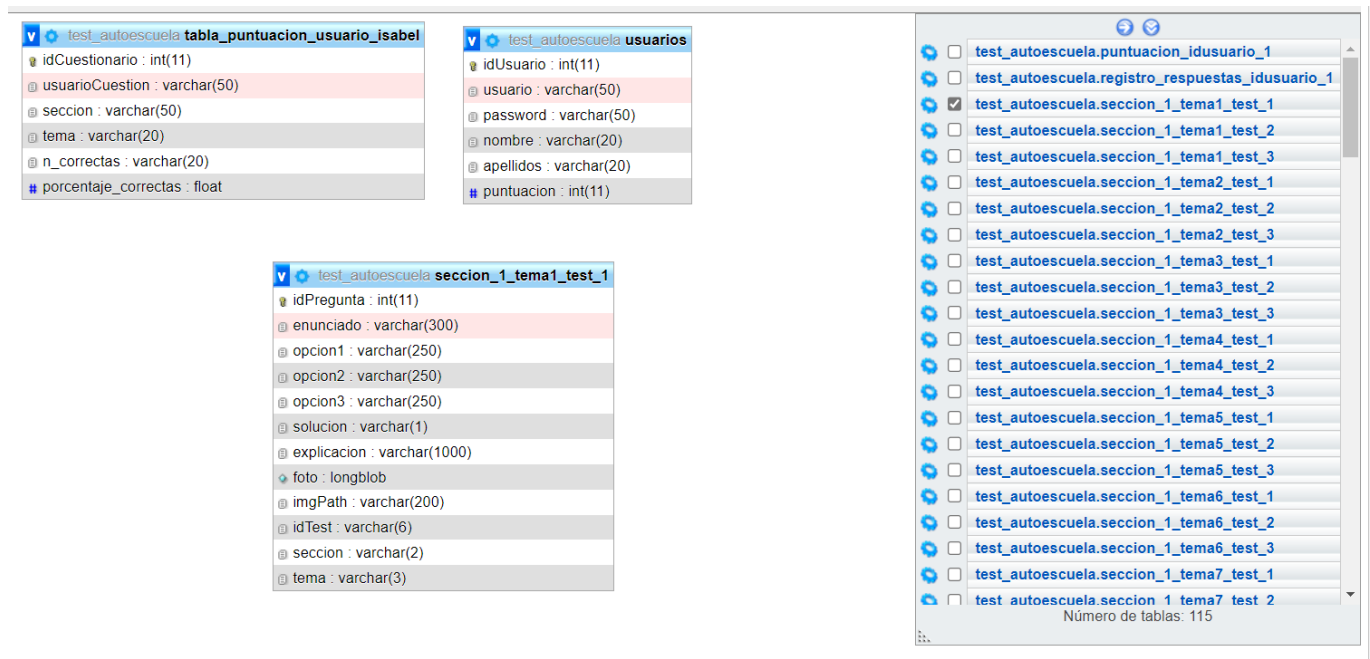 v test_autoescuela tabla_puntuacion_usuario_isabel
idCuestionario : int(11)
usuarioCuestion : varchar(50)
seccion : varchar(50)
tema : varchar(20)
n_correctas : varchar(20)
# porcentaje_correctas : float
v test_autoescuela usuarios
idUsuario : int(11)
usuario : varchar(50)
password : varchar(50)
nombre : varchar(20)
apellidos : varchar(20)
# puntuacion : int(11)
v test_autoescuela seccion_1_tema1_test_1
idPregunta : int(11)
enunciado : varchar(300)
opcion1 : varchar(250)
opcion2 : varchar(250)
opcion3 : varchar(250)
solucion : varchar(1)
explicacion : varchar(1000)
foto : longblob
imgPath : varchar(200)
idTest : varchar(6)
seccion : varchar(2)
tema : varchar(3)
test_autoescuela.puntuacion_idusuario_1
test_autoescuela.registro_respuestas_idusuario_1
test_autoescuela.seccion_1_tema1_test_1
test_autoescuela.seccion_1_tema1_test_2
test_autoescuela.seccion_1_tema1_test_3
test_autoescuela.seccion_1_tema2_test_1
test_autoescuela.seccion_1_tema2_test_2
test_autoescuela.seccion_1_tema2_test_3
test_autoescuela.seccion_1_tema3_test_1
test_autoescuela.seccion_1_tema3_test_2
test_autoescuela.seccion_1_tema3_test_3
test_autoescuela.seccion_1_tema4_test_1
test_autoescuela.seccion_1_tema4_test_2
test_autoescuela.seccion_1_tema4_test_3
test_autoescuela.seccion_1_tema5_test_1
test_autoescuela.seccion_1_tema5_test_2
test_autoescuela.seccion_1_tema5_test_3
test_autoescuela.seccion_1_tema6_test_1
test_autoescuela.seccion_1_tema6_test_2
test_autoescuela.seccion_1_tema6_test_3
test_autoescuela.seccion_1_tema7_test_1
test_autoescuela.seccion_1_tema7_test_2
Número de tablas: 115